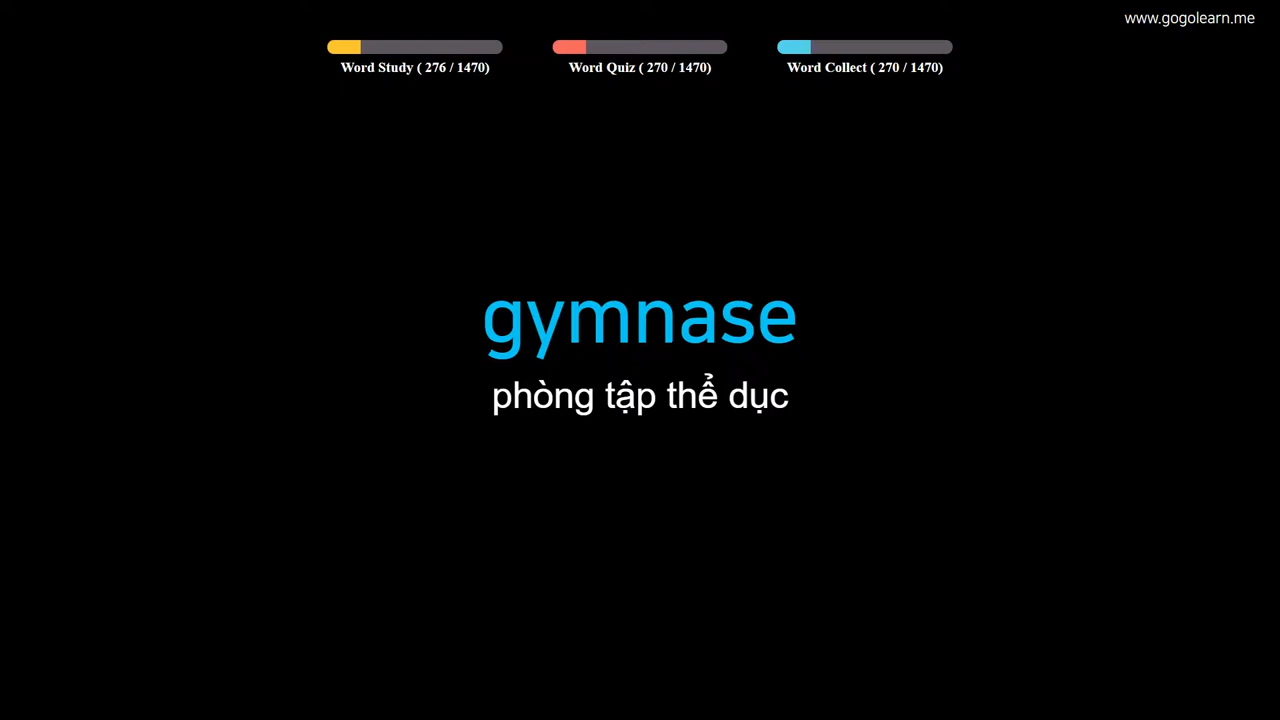 www.gogolearn.me
Word Study ( 276 / 1470)
Word Quiz ( 270 / 1470)
Word Collect ( 270 / 1470)
gymnase
phòng tập thể dục